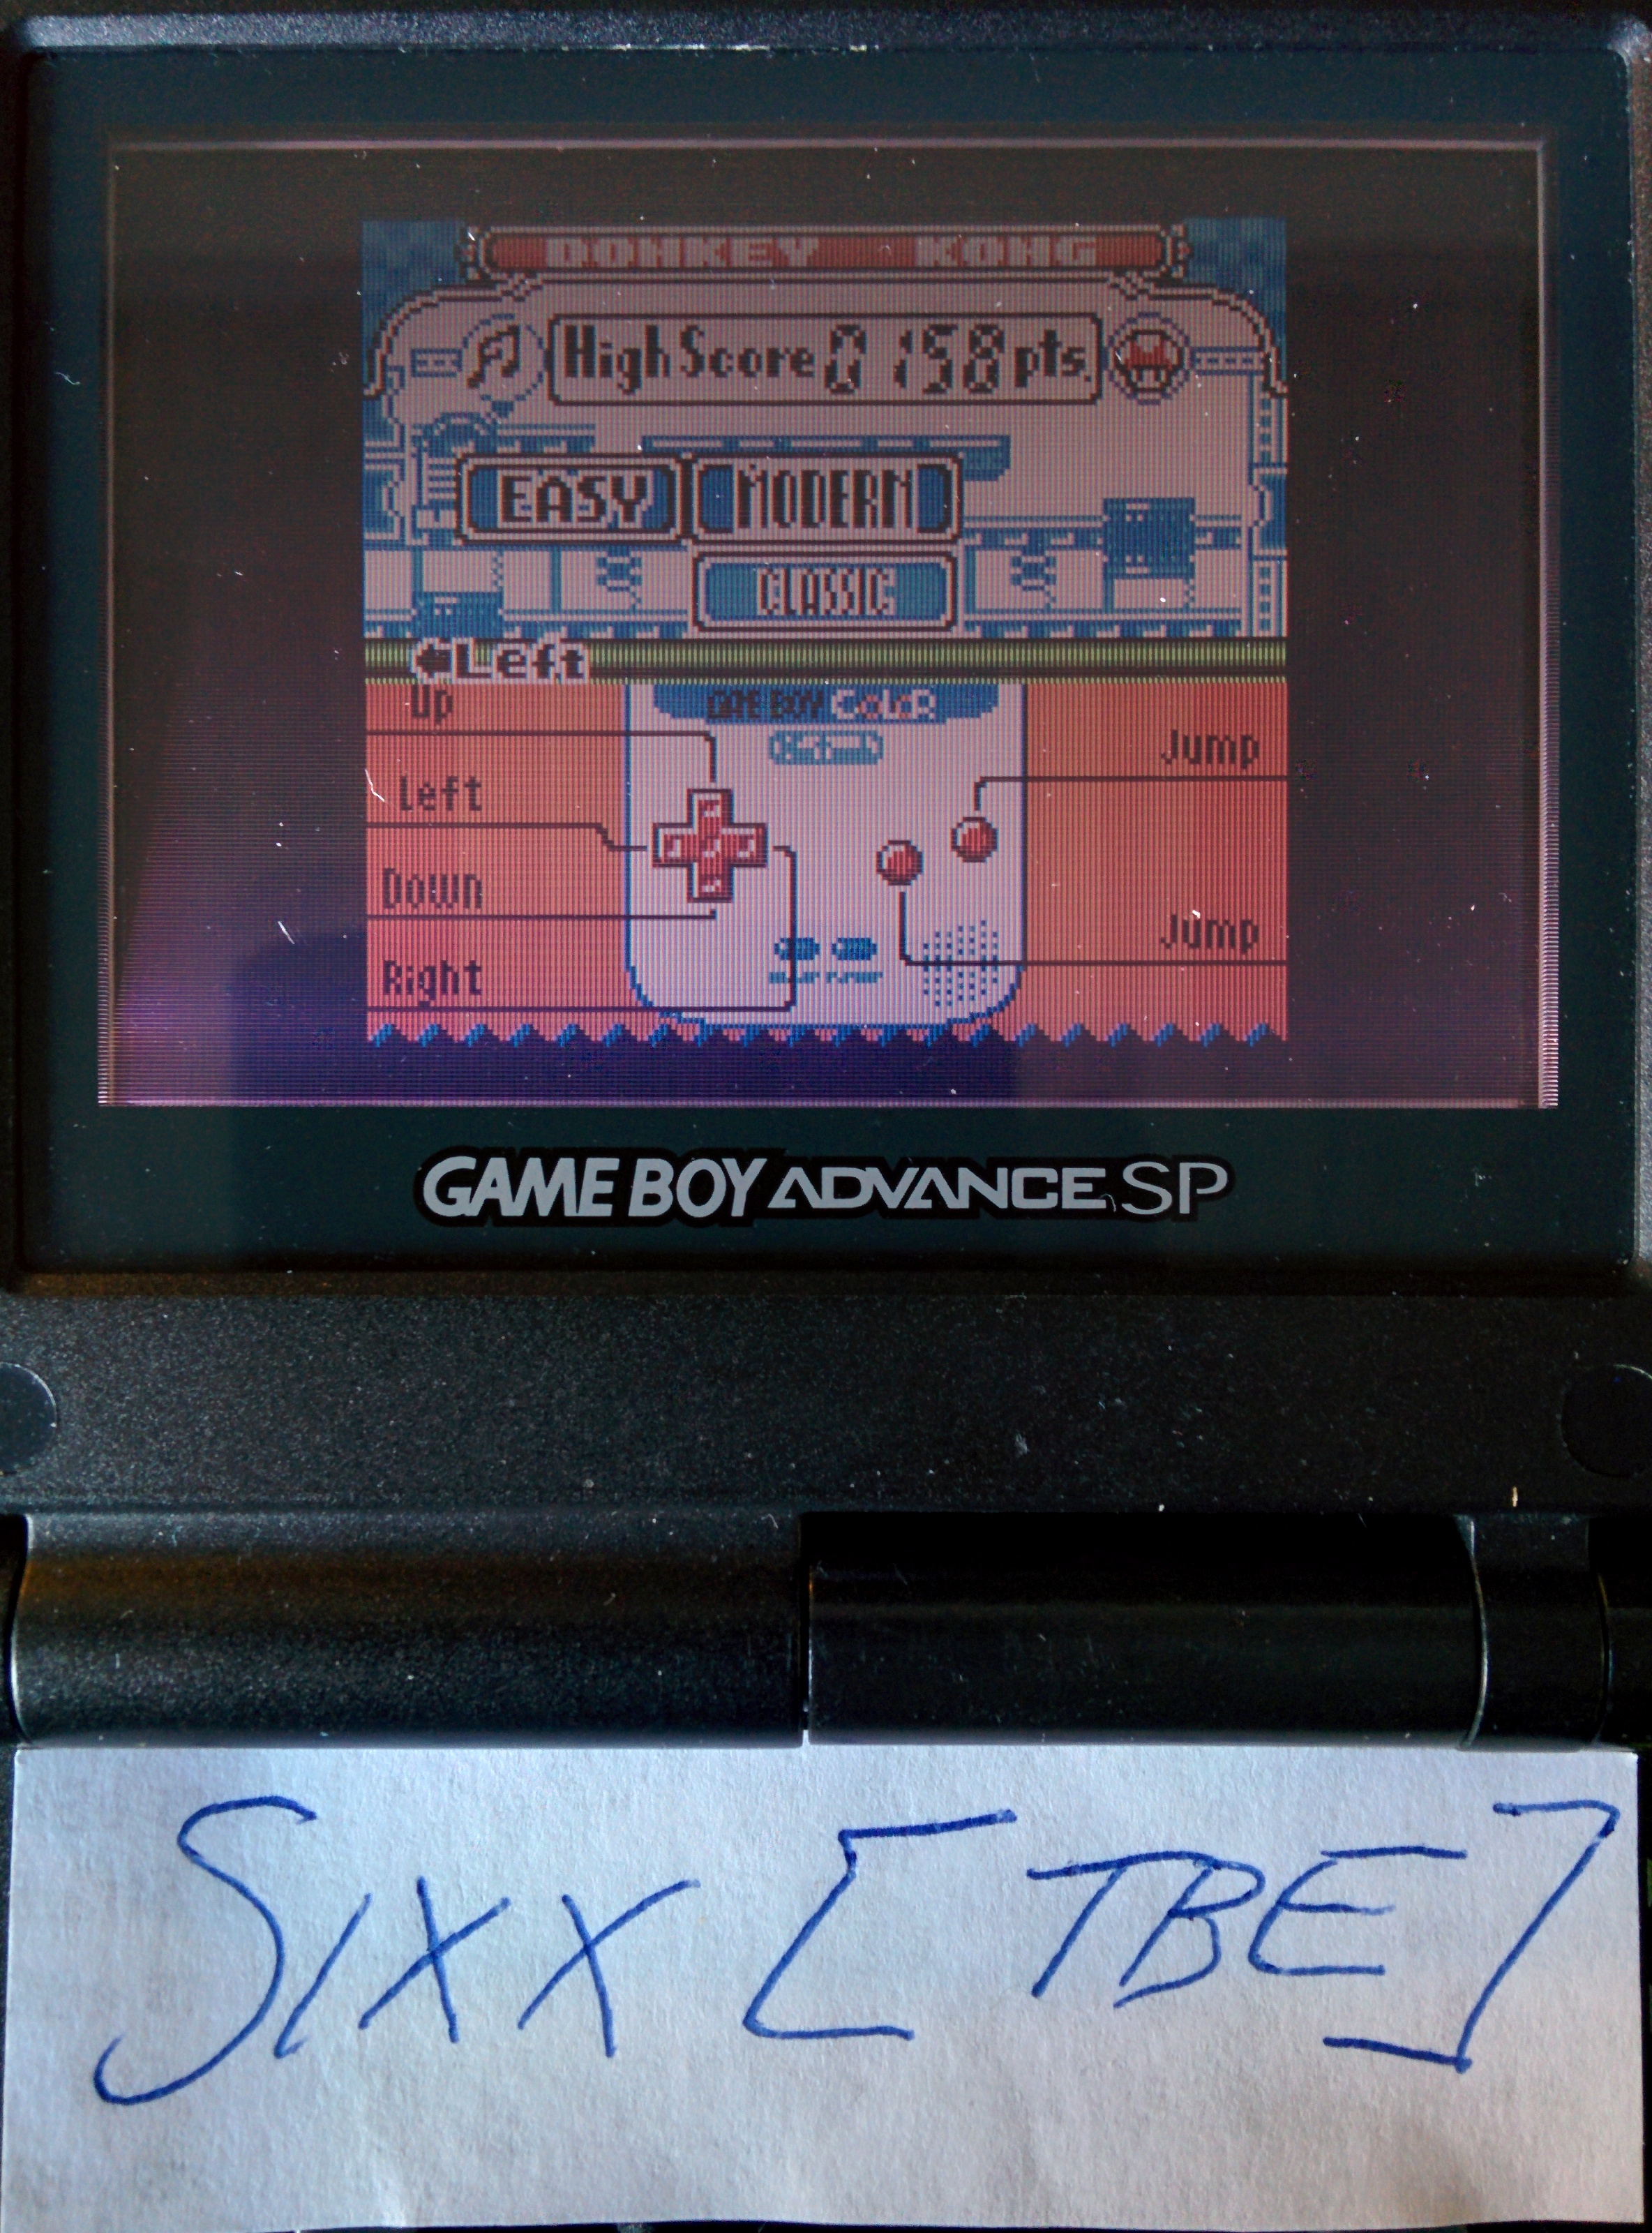 DONKEY KONG
High Score 0158 pts.
EASY MODERN
CLASSIC
←Left
Up
GAME BOY COLOR
Nintendo
Jump
Left
Down
Jump
Right
GAME BOY ADVANCE SP
SIXX [TBE]